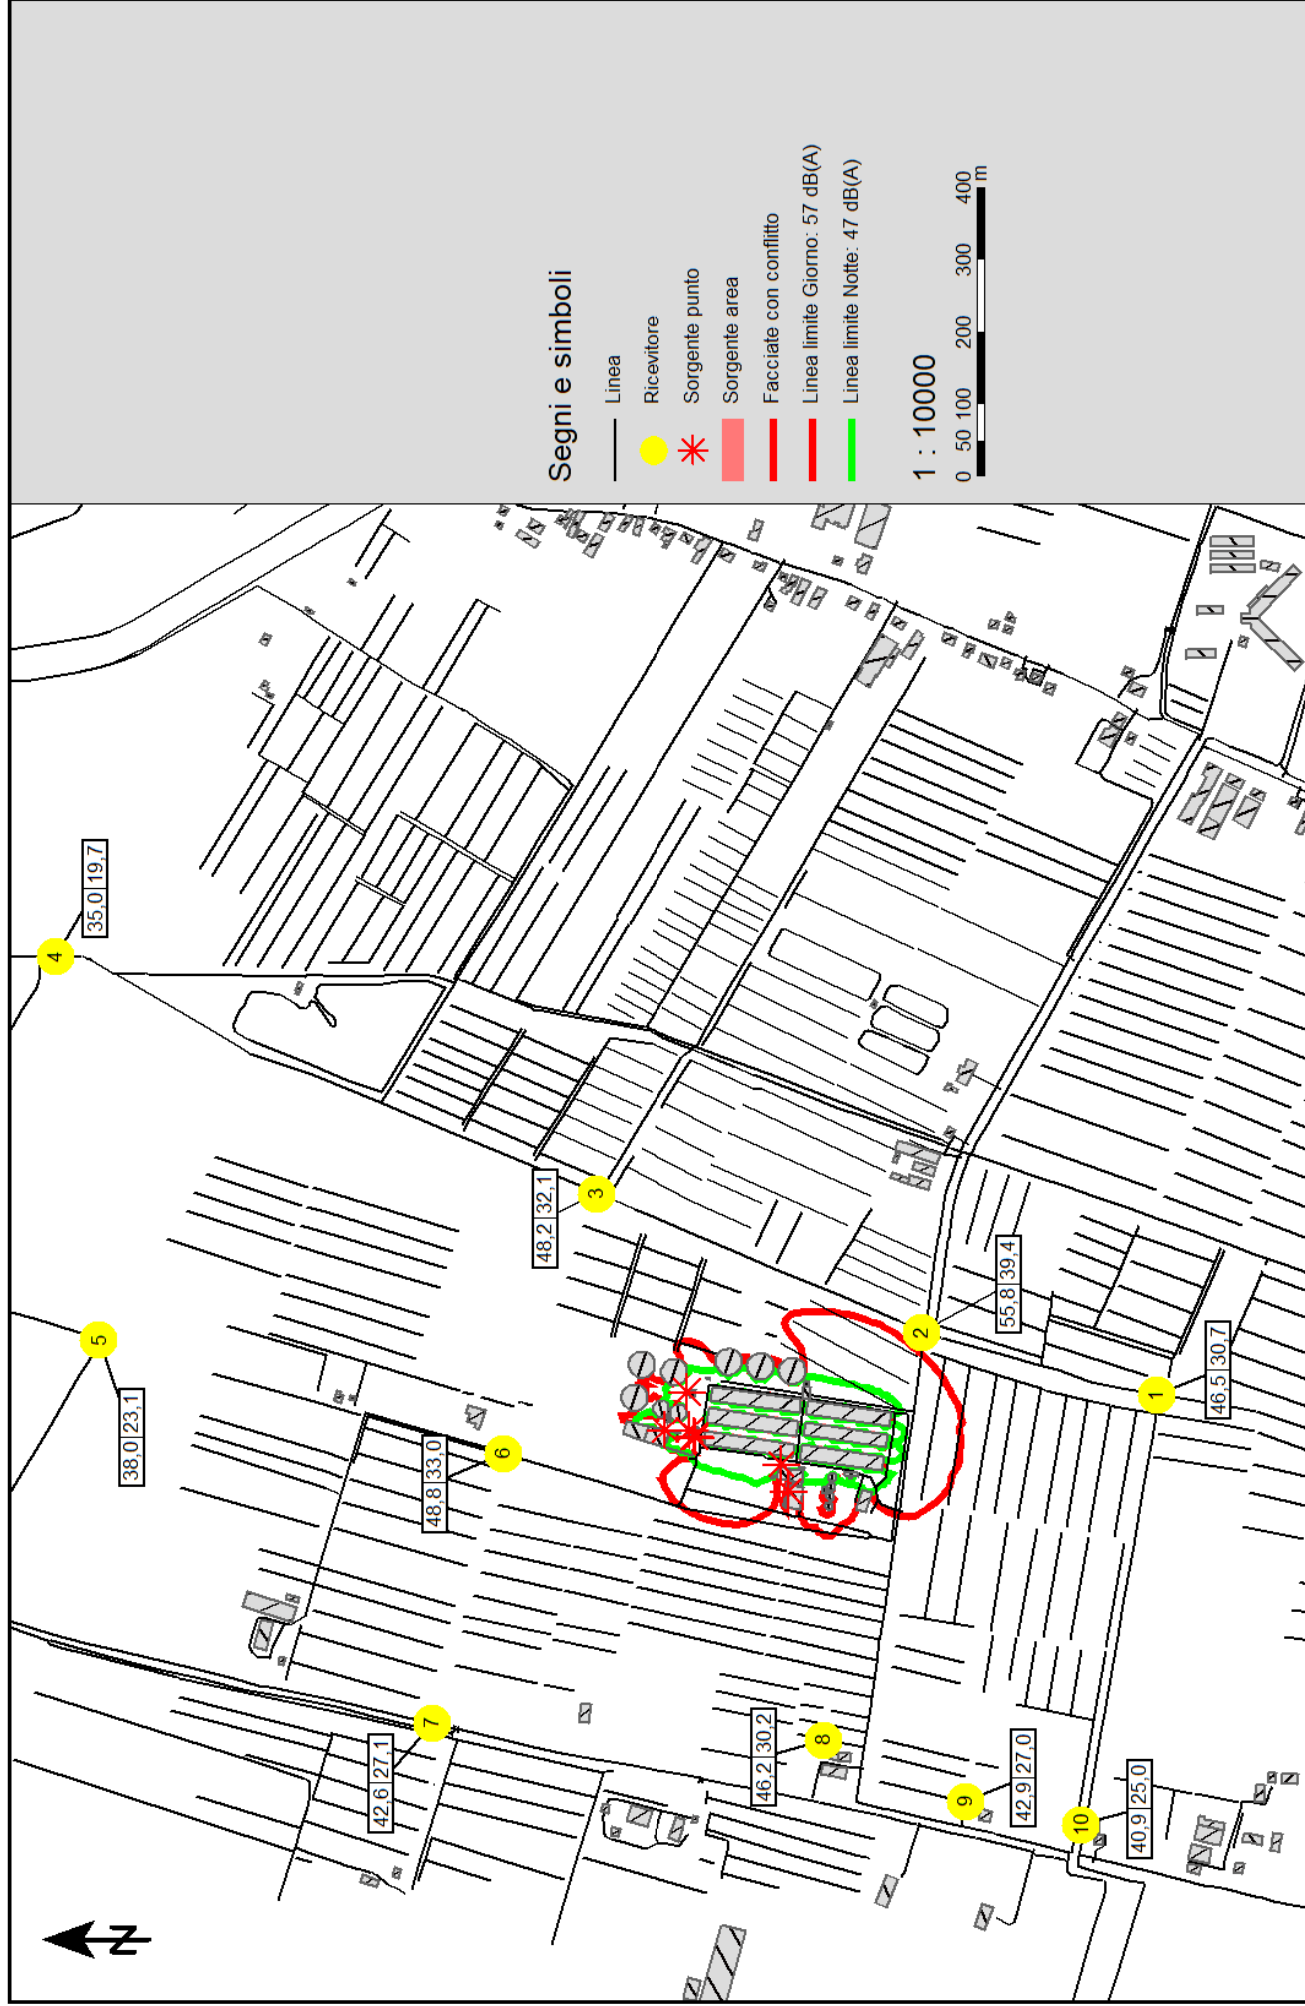 Segni e simboli
Linea
Ricevitore
Sorgente punto
Sorgente area
Facciate con conflitto
Linea limite Giorno: 57 dB(A)
Linea limite Notte: 47 dB(A)
1 : 10000
0 50 100 200 300 400
m
N
7
42,6 27,1
5
38,0 23,1
4
35,0 19,7
6
48,8 33,0
3
48,2 32,1
8
46,2 30,2
9
42,9 27,0
10
40,9 25,0
2
55,8 39,4
1
46,5 30,7